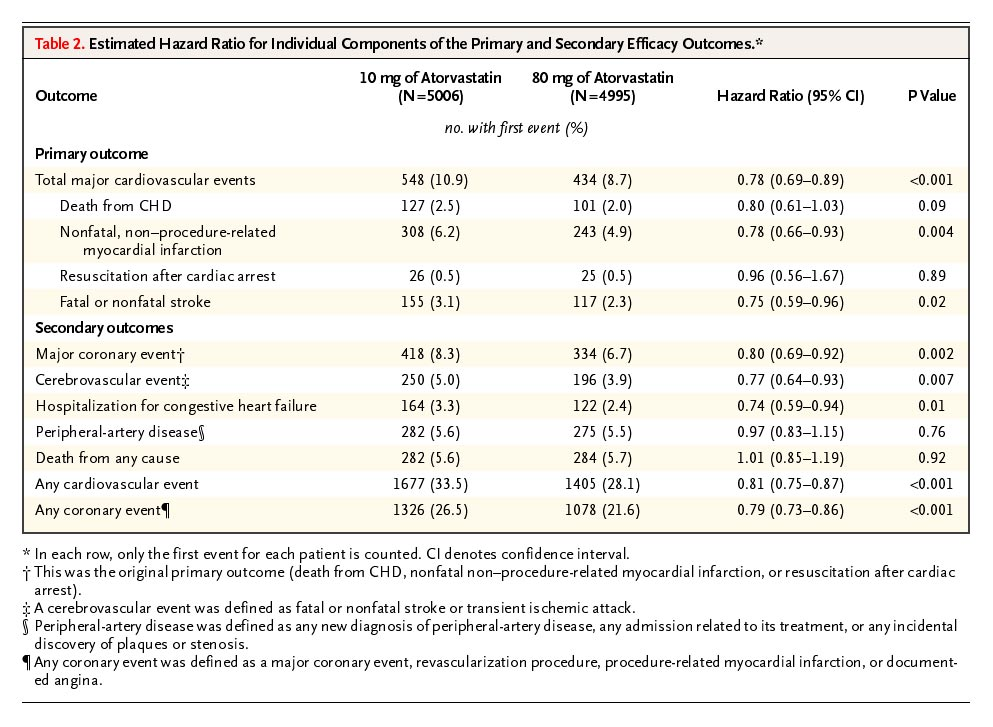 Table 2. Estimated Hazard Ratio for Individual Components of the Primary and Secondary Efficacy Outcomes.*
Outcome 10 mg of Atorvastatin (N=5006) 80 mg of Atorvastatin (N=4995) Hazard Ratio (95% CI) P Value
no. with first event (%)
Primary outcome
Total major cardiovascular events 548 (10.9) 434 (8.7) 0.78 (0.69–0.89) <0.001
Death from CHD 127 (2.5) 101 (2.0) 0.80 (0.61–1.03) 0.09
Nonfatal, non–procedure-related 308 (6.2) 243 (4.9) 0.78 (0.66–0.93) 0.004
myocardial infarction
Resuscitation after cardiac arrest 26 (0.5) 25 (0.5) 0.96 (0.56–1.67) 0.89
Fatal or nonfatal stroke 155 (3.1) 117 (2.3) 0.75 (0.59–0.96) 0.02
Secondary outcomes
Major coronary event† 418 (8.3) 334 (6.7) 0.80 (0.69–0.92) 0.002
Cerebrovascular event‡ 250 (5.0) 196 (3.9) 0.77 (0.64–0.93) 0.007
Hospitalization for congestive heart failure 164 (3.3) 122 (2.4) 0.74 (0.59–0.94) 0.01
Peripheral-artery disease§ 282 (5.6) 275 (5.5) 0.97 (0.83–1.15) 0.76
Death from any cause 282 (5.6) 284 (5.7) 1.01 (0.85–1.19) 0.92
Any cardiovascular event 1677 (33.5) 1405 (28.1) 0.81 (0.75–0.87) <0.001
Any coronary event¶ 1326 (26.5) 1078 (21.6) 0.79 (0.73–0.86) <0.001
* In each row, only the first event for each patient is counted. CI denotes confidence interval.
† This was the original primary outcome (death from CHD, nonfatal non–procedure-related myocardial infarction, or resuscitation after cardiac
arrest).
‡ A cerebrovascular event was defined as fatal or nonfatal stroke or transient ischemic attack.
§ Peripheral-artery disease was defined as any new diagnosis of peripheral-artery disease, any admission related to its treatment, or any incidental
discovery of plaques or stenosis.
¶ Any coronary event was defined as a major coronary event, revascularization procedure, procedure-related myocardial infarction, or document-
ed angina.